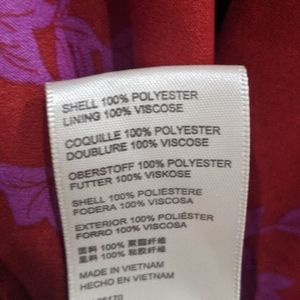 SHELL 100% POLYESTER
LINING 100% VISCOSE
COQUILLE 100% POLYESTER
DOUBLURE 100% VISCOSE
OBERSTOFF 100% POLYESTER
FUTTER 100% VISKOSE
SHELL 100% POLIESTERE
FODERA 100% VISCOSA
EXTERIOR 100% POLIÉSTER
FORRO 100% VISCOSA
面料 100% 聚酯纤维
里料 100% 粘胶纤维
MADE IN VIETNAM
HECHO EN VIETNAM